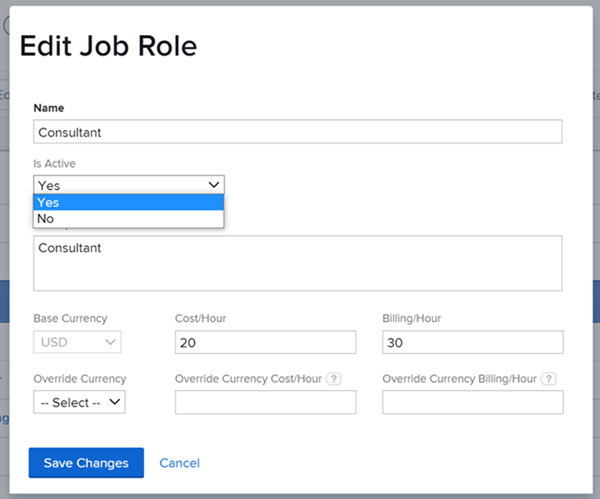 Edit Job Role
Name
Consultant
Is Active
Yes
Yes
No
Consultant
Base Currency Cost/Hour Billing/Hour
USD 20 30
Override Currency Override Currency Cost/Hour ? Override Currency Billing/Hour ?
-- Select --
Save Changes Cancel